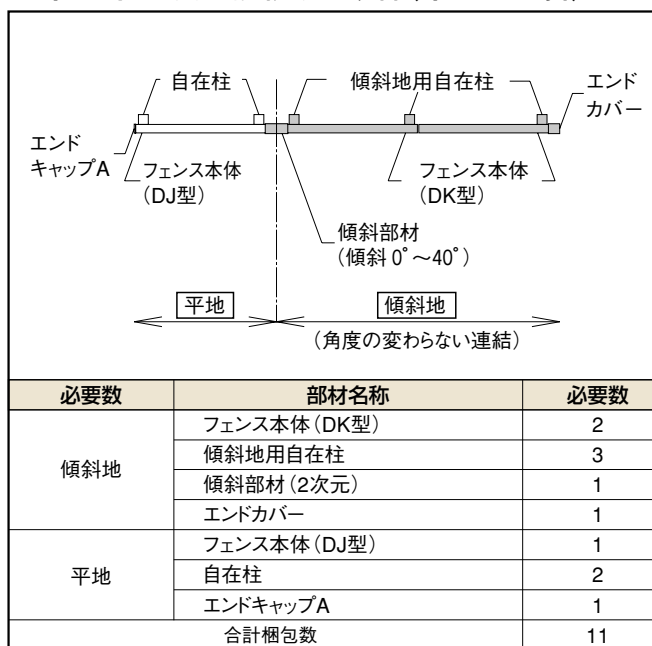 自在柱
傾斜地用自在柱
エンド
カバー
エンド
キャップA
フェンス本体
(DJ型)
フェンス本体
(DK型)
傾斜部材
(傾斜0°～40°)
平地
傾斜地
(角度の変わらない連結)
必要数 部材名称 必要数
傾斜地
フェンス本体(DK型) 2
傾斜地用自在柱 3
傾斜部材(2次元) 1
エンドカバー 1
平地
フェンス本体(DJ型) 1
自在柱 2
エンドキャップA 1
合計梱包数 11